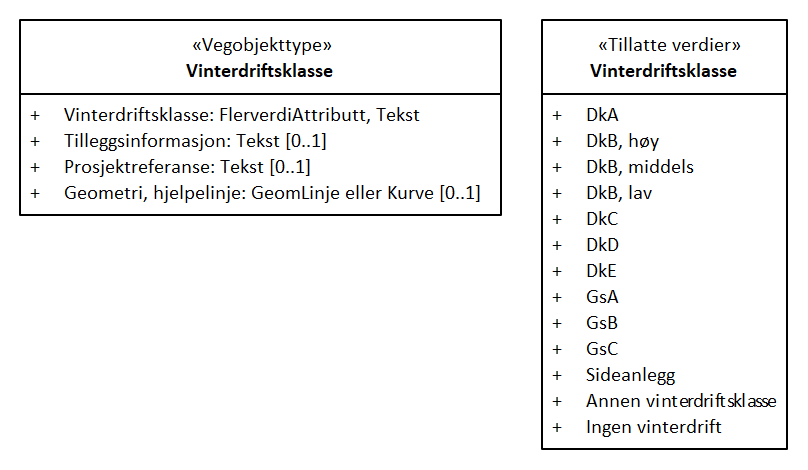 «Vegobjekttype»
Vinterdriftsklasse
+ Vinterdriftsklasse: FlerverdiAttributt, Tekst
+ Tilleggsinformasjon: Tekst [0..1]
+ Prosjektreferanse: Tekst [0..1]
+ Geometri, hjelpelinje: GeomLinje eller Kurve [0..1]
«Tillatte verdier»
Vinterdriftsklasse
+ DkA
+ DkB, høy
+ DkB, middels
+ DkB, lav
+ DkC
+ DkD
+ DkE
+ GsA
+ GsB
+ GsC
+ Sideanlegg
+ Annen vinterdriftsklasse
+ Ingen vinterdrift